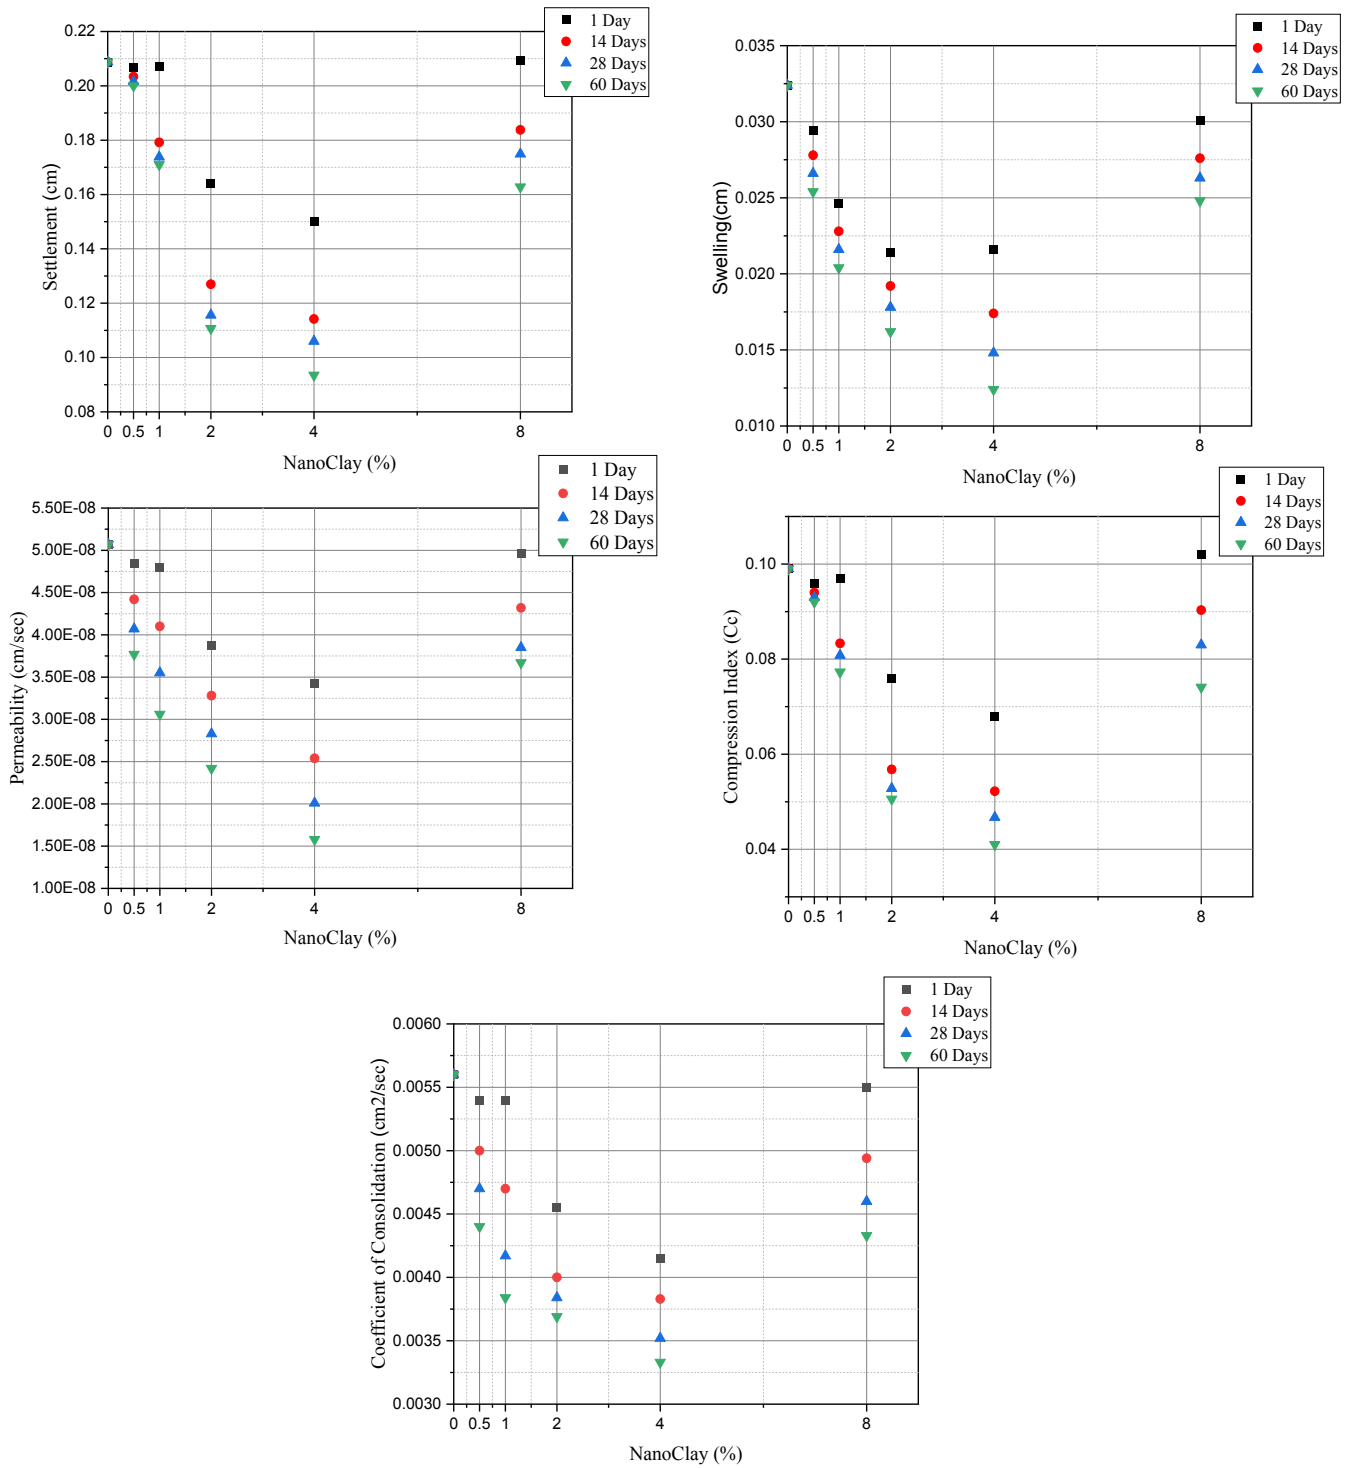 1 Day
14 Days
28 Days
60 Days
0.22
0.20
0.18
0.16
0.14
0.12
0.10
0.08
Settlement (cm)
0 0.5 1 2 4 8
NanoClay (%)
1 Day
14 Days
28 Days
60 Days
0.035
0.030
0.025
0.020
0.015
0.010
Swelling(cm)
0 0.5 1 2 4 8
NanoClay (%)
1 Day
14 Days
28 Days
60 Days
5.50E-08
5.00E-08
4.50E-08
4.00E-08
3.50E-08
3.00E-08
2.50E-08
2.00E-08
1.50E-08
1.00E-08
Permeability (cm/sec)
0 0.5 1 2 4 8
NanoClay (%)
1 Day
14 Days
28 Days
60 Days
0.10
0.08
0.06
0.04
Compression Index (Cc)
0 0.5 1 2 4 8
NanoClay (%)
1 Day
14 Days
28 Days
60 Days
0.0060
0.0055
0.0050
0.0045
0.0040
0.0035
0.0030
Coefficient of Consolidation (cm2/sec)
0 0.5 1 2 4 8
NanoClay (%)